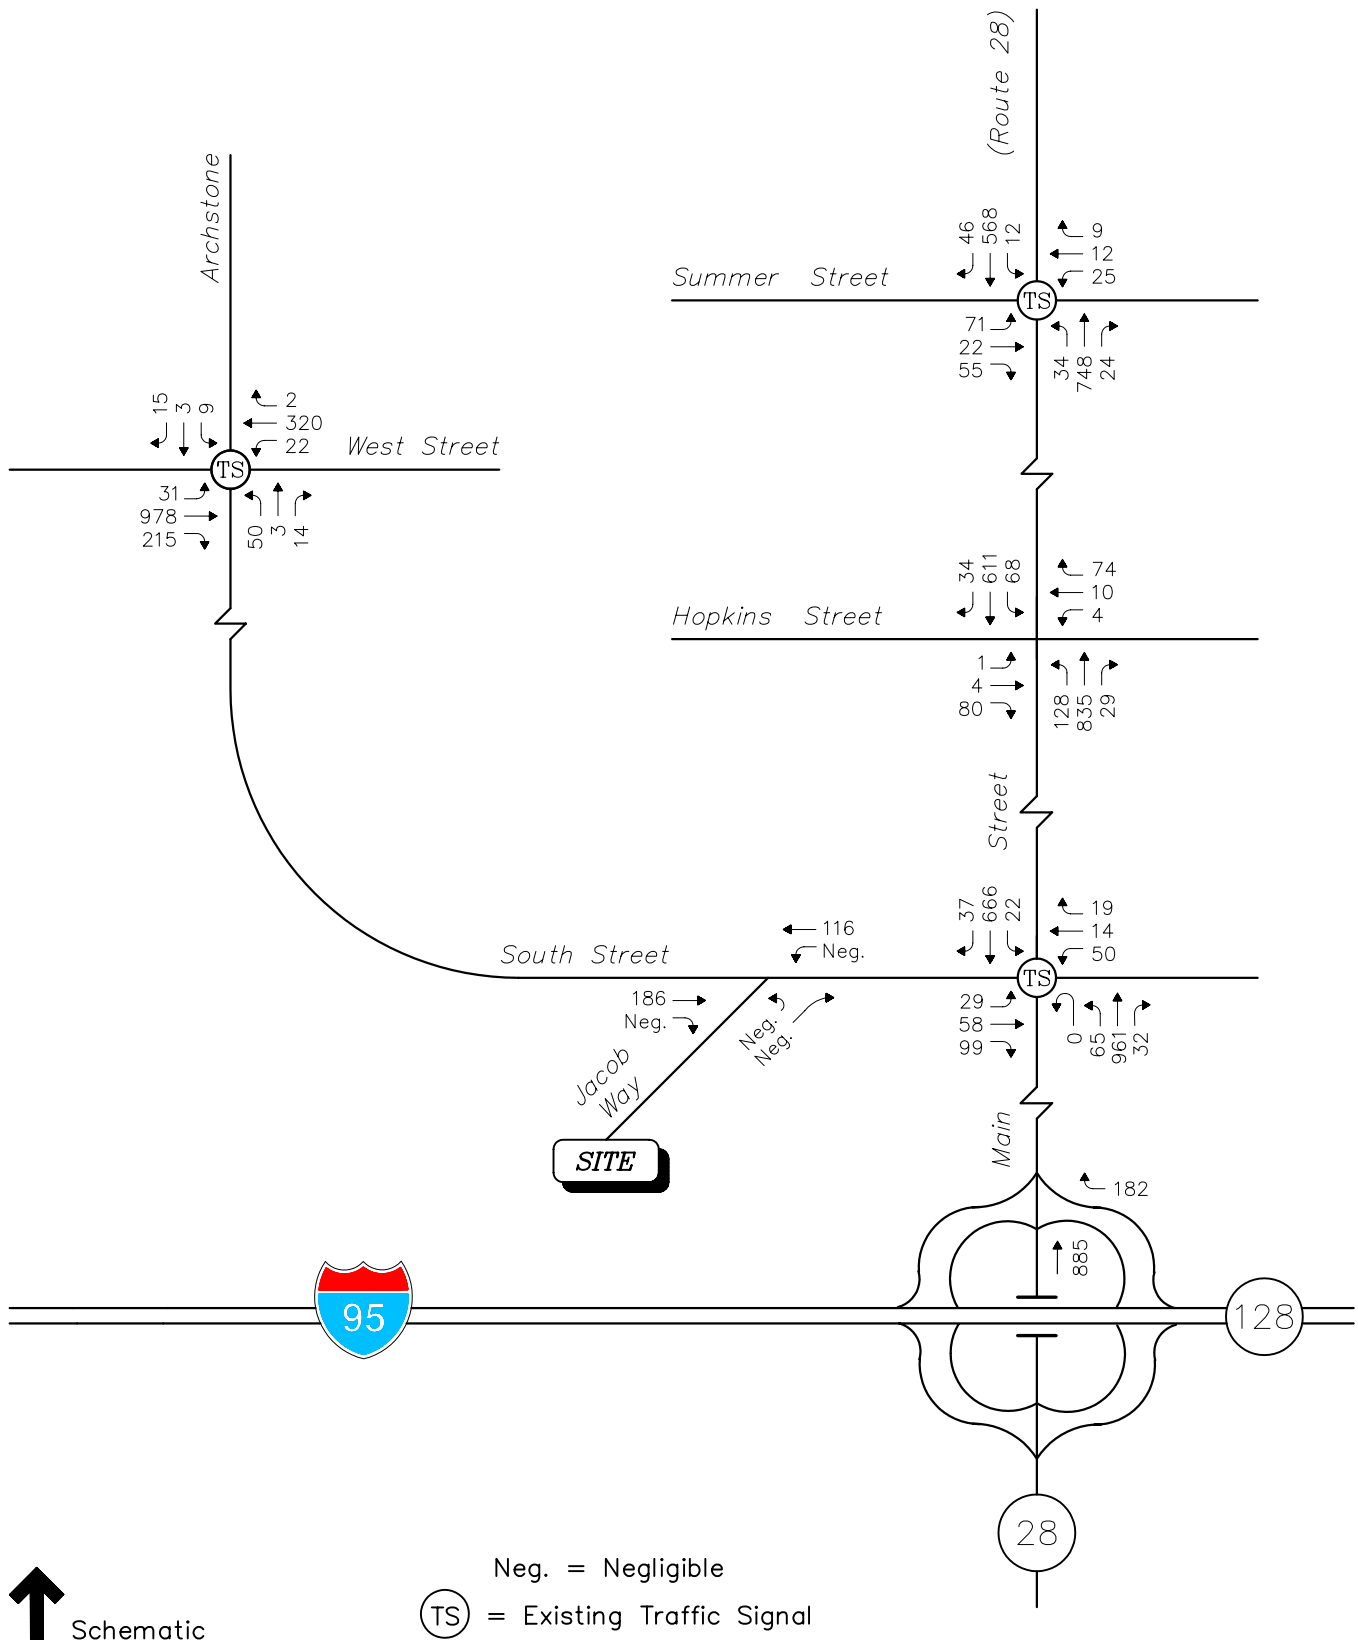 (Route 28)
Archstone
46
568
12
9
12
25
Summer Street
TS
71
22
55
34
748
24
15
3
9
2
320
22
West Street
TS
31
978
215
50
3
14
34
611
68
74
10
4
Hopkins Street
1
4
80
128
835
29
Street
37
666
22
19
14
50
116
Neg.
South Street
TS
186
Neg.
Neg.
Neg.
29
58
99
0
65
961
32
Jacob
Way
Main
SITE
182
885
95
128
28
Neg. = Negligible
TS = Existing Traffic Signal
Schematic